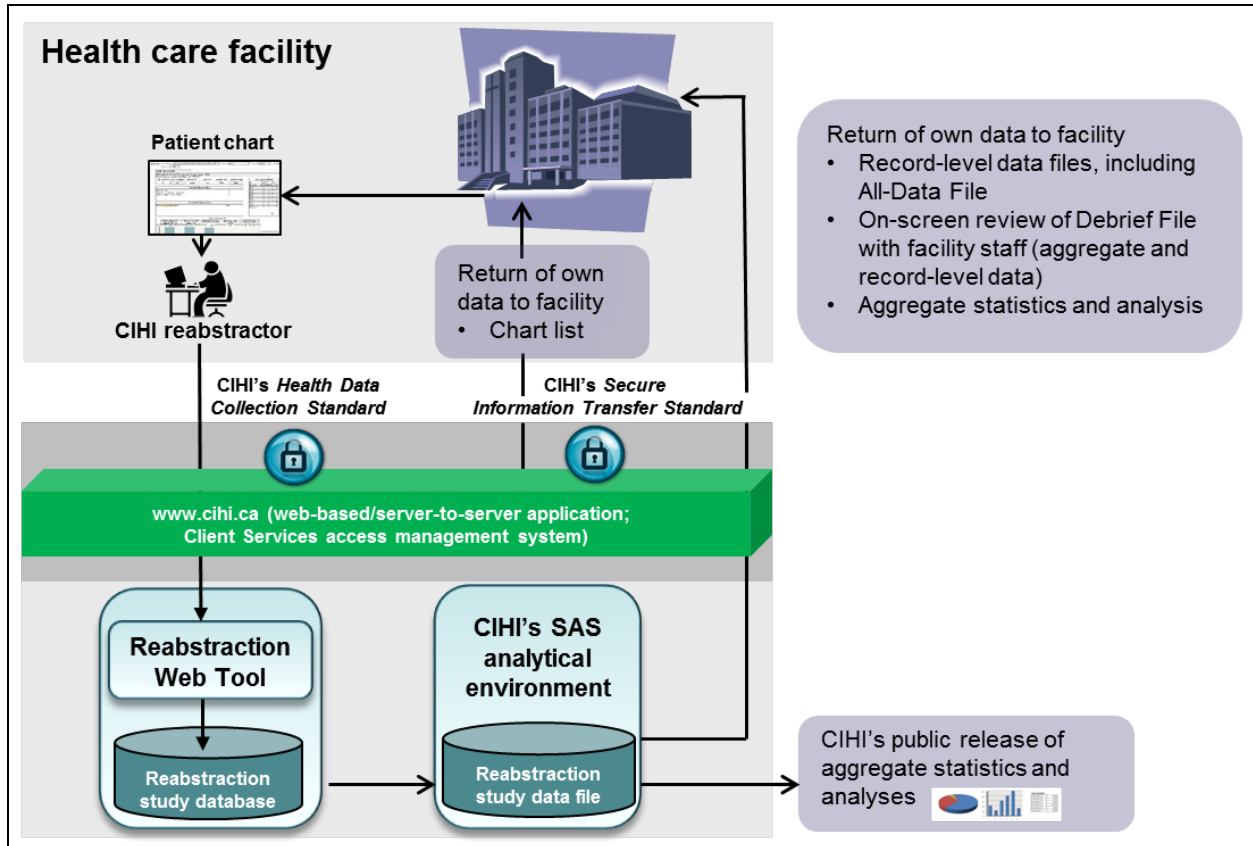 Health care facility
Patient chart
CIHI reabstractor
Return of own
data to facility
• Chart list
Return of own data to facility
• Record-level data files, including
All-Data File
• On-screen review of Debrief File
with facility staff (aggregate and
record-level data)
• Aggregate statistics and analysis
CIHI's Health Data
Collection Standard
CIHI's Secure
Information Transfer Standard
www.cihi.ca (web-based/server-to-server application;
Client Services access management system)
Reabstraction
Web Tool
Reabstraction
study database
CIHI's SAS
analytical
environment
Reabstraction
study data file
CIHI's public release of
aggregate statistics and
analyses